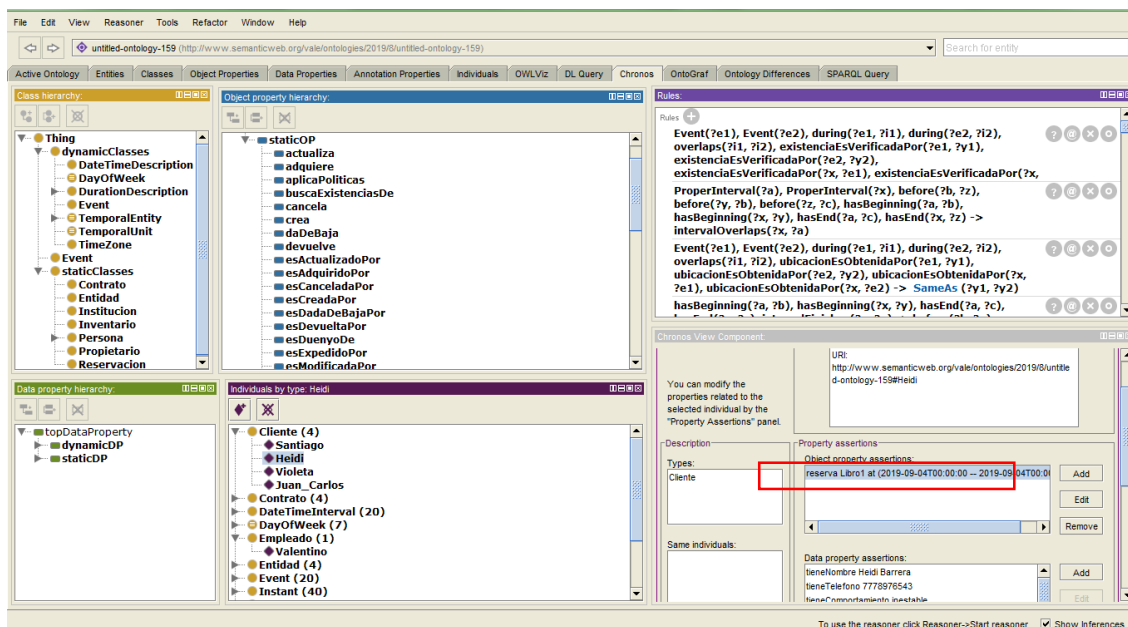 File Edit View Reasoner Tools Refactor Window Help
untitled-ontology-159 (http://www.semanticweb.org/vale/ontologies/2019/8/untitled-ontology-159)
Search for entity
Active Ontology Entities Classes Object Properties Data Properties Annotation Properties Individuals OWLViz DL Query Chronos OntoGraf Ontology Differences SPARQL Query
Class hierarchy:
Thing
dynamicClasses
DateTimeDescription
DayOfWeek
DurationDescription
Event
TemporalEntity
TemporalUnit
TimeZone
Event
staticClasses
Contrato
Entidad
Institucion
Inventario
Persona
Propietario
Reservacion
Object property hierarchy:
staticOP
actualiza
adquiere
aplicaPoliticas
buscaExistenciasDe
cancela
crea
daDeBaja
devuelve
esActualizadoPor
esAdquiridoPor
esCanceladaPor
esCreadaPor
esDadaDeBajaPor
esDevueltaPor
esDuenyoDe
esExpedidoPor
esModificadaPor
Rules:
Rules
Event(?e1), Event(?e2), during(?e1, ?i1), during(?e2, ?i2),
overlaps(?i1, ?i2), existenciaEsVerificadaPor(?e1, ?y1),
existenciaEsVerificadaPor(?e2, ?y2),
existenciaEsVerificadaPor(?x, ?e1), existenciaEsVerificadaPor(?x,
ProperInterval(?a), ProperInterval(?x), before(?b, ?z),
before(?y, ?b), before(?z, ?c), hasBeginning(?a, ?b),
hasBeginning(?x, ?y), hasEnd(?a, ?c), hasEnd(?x, ?z) ->
intervalOverlaps(?x, ?a)
Event(?e1), Event(?e2), during(?e1, ?i1), during(?e2, ?i2),
overlaps(?i1, ?i2), ubicacionEsObtenidaPor(?e1, ?y1),
ubicacionEsObtenidaPor(?e2, ?y2), ubicacionEsObtenidaPor(?x,
?e1), ubicacionEsObtenidaPor(?x, ?e2) -> SameAs (?y1, ?y2)
hasBeginning(?a, ?b), hasBeginning(?x, ?y), hasEnd(?a, ?c),
Data property hierarchy:
topDataProperty
dynamicDP
staticDP
Individuals by type: Heidi
Cliente (4)
Santiago
Heidi
Violeta
Juan_Carlos
Contrato (4)
DateTimeInterval (20)
DayOfWeek (7)
Empleado (1)
Valentino
Entidad (4)
Event (20)
Instant (40)
Chronos View Component:
You can modify the
properties related to the
selected individual by the
"Property Assertions" panel.
URI:
http://www.semanticweb.org/vale/ontologies/2019/8/untitle
d-ontology-159#Heidi
Description
Types:
Cliente
Same individuals:
Property assertions
Object property assertions:
reserva Libro1 at (2019-09-04T00:00:00 -- 2019-09-04T00:00
Add
Edit
Remove
Data property assertions:
tieneNombre Heidi Barrera
tieneTelefono 7778976543
tieneComportamiento inestable
Add
Edit
To use the reasoner click Reasoner->Start reasoner Show Inferences